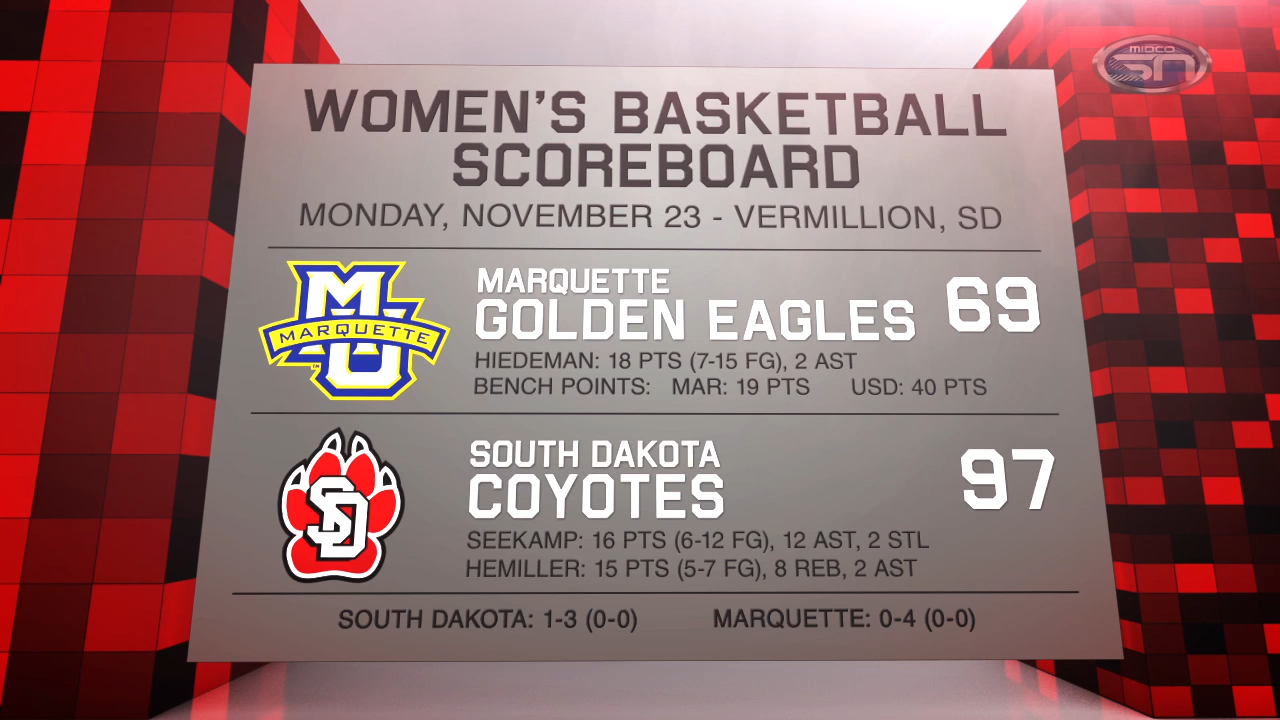 MIDCO
SN
WOMEN'S BASKETBALL
SCOREBOARD
MONDAY, NOVEMBER 23 - VERMILLION, SD
MU
MARQUETTE
TM
MARQUETTE
GOLDEN EAGLES 69
HIEDEMAN: 18 PTS (7-15 FG), 2 AST
BENCH POINTS: MAR: 19 PTS USD: 40 PTS
SD
SOUTH DAKOTA
COYOTES 97
SEEKAMP: 16 PTS (6-12 FG), 12 AST, 2 STL
HEMILLER: 15 PTS (5-7 FG), 8 REB, 2 AST
SOUTH DAKOTA: 1-3 (0-0) MARQUETTE: 0-4 (0-0)